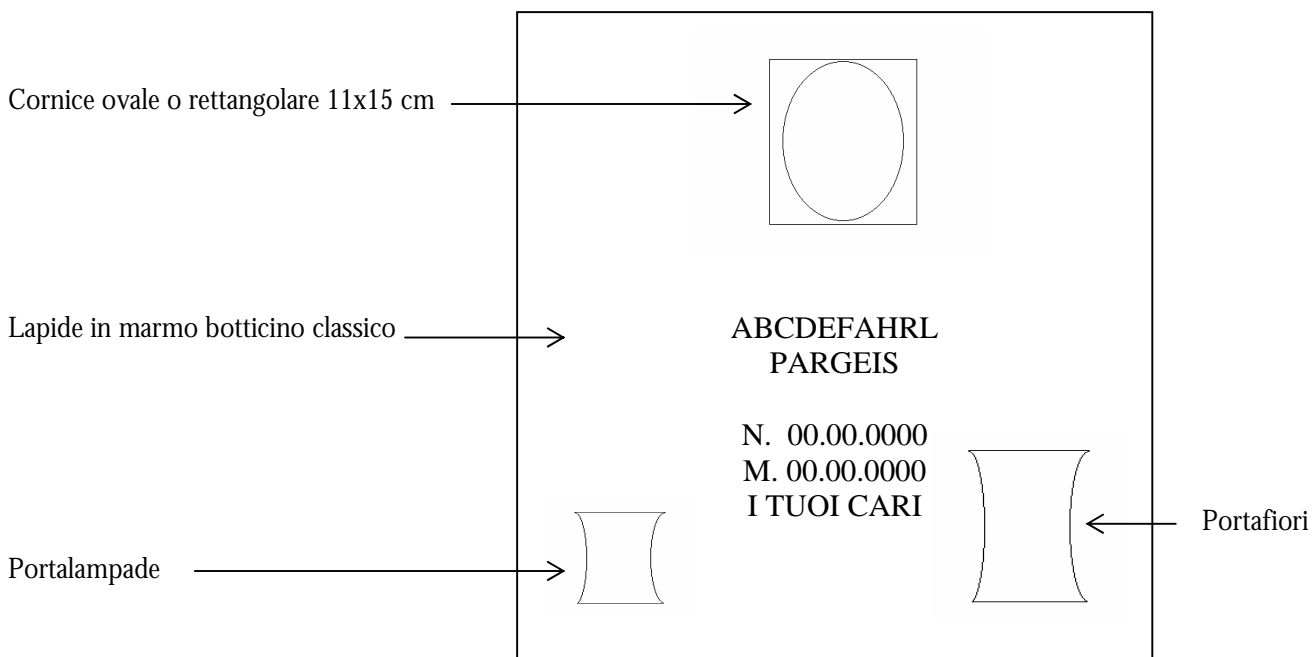 Cornice ovale o rettangolare 11x15 cm
Lapide in marmo botticino classico
ABCDEFAHRL
PARGEIS
N. 00.00.0000
M. 00.00.0000
I TUOI CARI
Portafiori
Portalampade